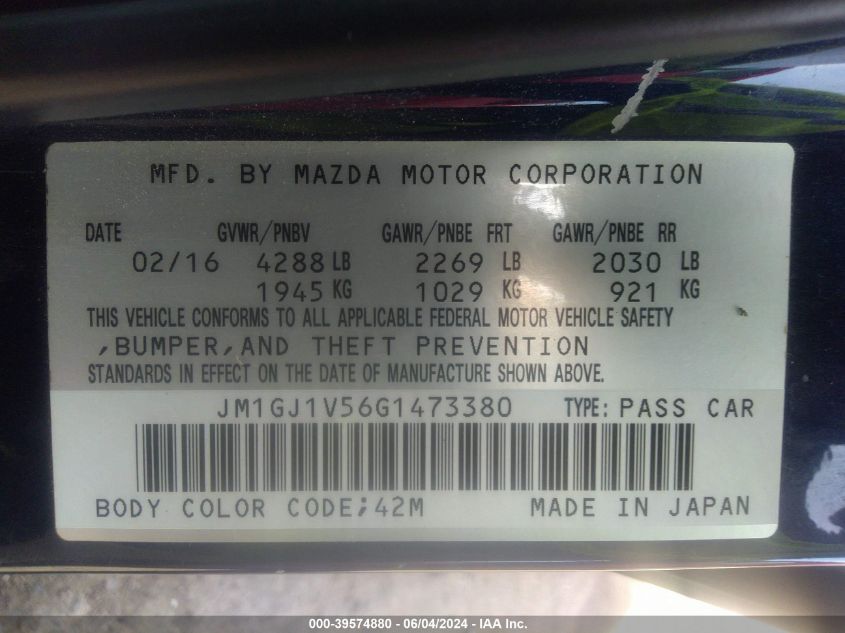 MFD. BY MAZDA MOTOR CORPORATION
DATE GVWR/PNBV GAWR/PNBE FRT GAWR/PNBE RR
02/16 4288 LB 2269 LB 2030 LB
1945 KG 1029 KG 921 KG
THIS VEHICLE CONFORMS TO ALL APPLICABLE FEDERAL MOTOR VEHICLE SAFETY
,BUMPER,AND THEFT PREVENTION
STANDARDS IN EFFECT ON THE DATE OF MANUFACTURE SHOWN ABOVE.
JM1GJ1V56G1473380 TYPE: PASS CAR
BODY COLOR CODE;42M MADE IN JAPAN
000-39574880 - 06/04/2024 - IAA Inc.